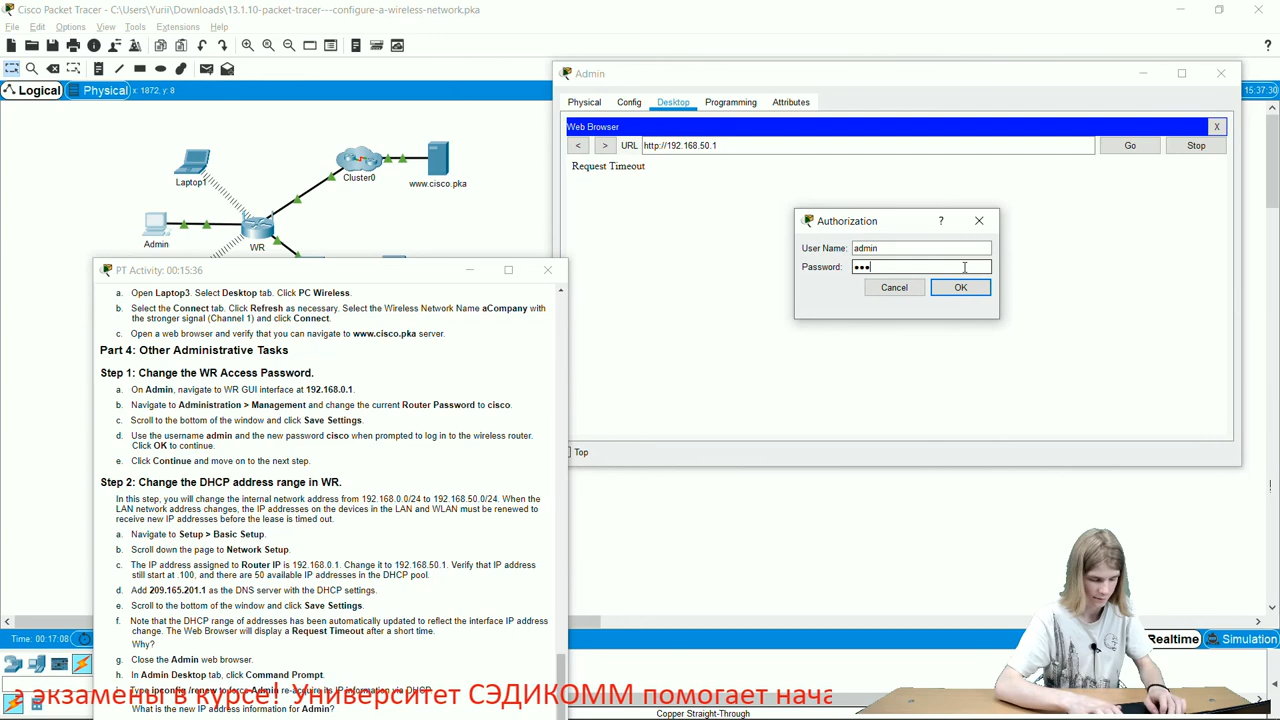 Cisco Packet Tracer - C:\Users\Yurii\Downloads\13.1.10-packet-tracer---configure-a-wireless-network.pka
File Edit Options View Tools Extensions Help
Logical Physical x: 1872, y: 8
15:37:30
Laptop1
Cluster0
www.cisco.pka
Admin
WR
Admin
Physical Config Desktop Programming Attributes
Web Browser X
< > URL http://192.168.50.1 Go Stop
Request Timeout
Authorization ?
User Name: admin
Password: •••
Cancel OK
Top
PT Activity: 00:15:36
a. Open Laptop3. Select Desktop tab. Click PC Wireless.
b. Select the Connect tab. Click Refresh as necessary. Select the Wireless Network Name aCompany with
the stronger signal (Channel 1) and click Connect.
c. Open a web browser and verify that you can navigate to www.cisco.pka server.
Part 4: Other Administrative Tasks
Step 1: Change the WR Access Password.
a. On Admin, navigate to WR GUI interface at 192.168.0.1.
b. Navigate to Administration > Management and change the current Router Password to cisco.
c. Scroll to the bottom of the window and click Save Settings.
d. Use the username admin and the new password cisco when prompted to log in to the wireless router.
Click OK to continue.
e. Click Continue and move on to the next step.
Step 2: Change the DHCP address range in WR.
In this step, you will change the internal network address from 192.168.0.0/24 to 192.168.50.0/24. When the
LAN network address changes, the IP addresses on the devices in the LAN and WLAN must be renewed to
receive new IP addresses before the lease is timed out.
a. Navigate to Setup > Basic Setup.
b. Scroll down the page to Network Setup.
c. The IP address assigned to Router IP is 192.168.0.1. Change it to 192.168.50.1. Verify that IP address
still start at .100, and there are 50 available IP addresses in the DHCP pool.
d. Add 209.165.201.1 as the DNS server with the DHCP settings.
e. Scroll to the bottom of the window and click Save Settings.
f. Note that the DHCP range of addresses has been automatically updated to reflect the interface IP address
change. The Web Browser will display a Request Timeout after a short time.
Why?
g. Close the Admin web browser.
h. In Admin Desktop tab, click Command Prompt.
Type ipconfig /renew to force Admin re-acquire its IP information via DHCP.
What is the new IP address information for Admin?
Time: 00:17:08
Realtime Simulation
а экзамены в курсе! Университет СЭДИКОММ помогает нача
Copper Straight-Through